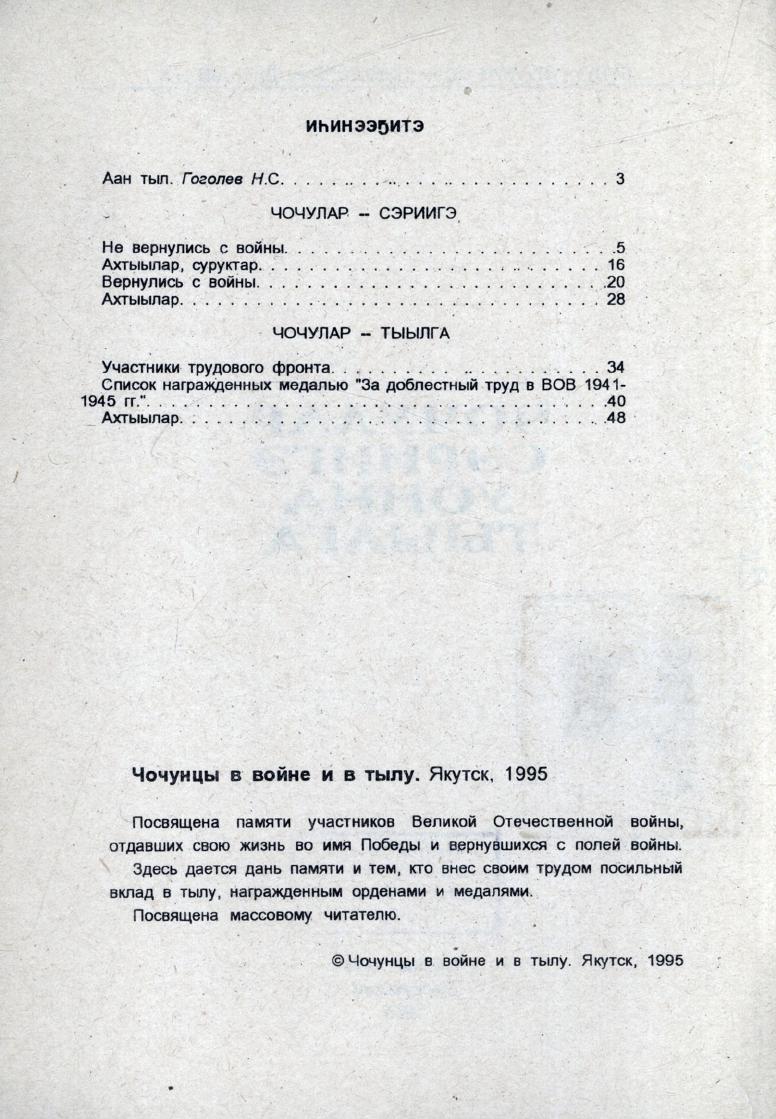 ИҺИНЭЭҔИТЭ
Аан тыл. Гоголев Н.С. . . . . . . . . . . . . . . . . . . . . . . . . 3
ЧОЧУЛАР -- СЭРИИГЭ
Не вернулись с войны. . . . . . . . . . . . . . . . . . . . . . . . 5
Ахтыылар, суруктар. . . . . . . . . . . . . . . . . . . . . . . . . 16
Вернулись с войны. . . . . . . . . . . . . . . . . . . . . . . . . 20
Ахтыылар. . . . . . . . . . . . . . . . . . . . . . . . . . . . . . 28
ЧОЧУЛАР -- ТЫЫЛГА
Участники трудового фронта. . . . . . . . . . . . . . . . . . . . 34
Список награжденных медалью "За доблестный труд в ВОВ 1941-
1945 гг.". . . . . . . . . . . . . . . . . . . . . . . . . . . . . . 40
Ахтыылар. . . . . . . . . . . . . . . . . . . . . . . . . . . . . . 48
Чочунцы в войне и в тылу. Якутск, 1995
Посвящена памяти участников Великой Отечественной войны,
отдавших свою жизнь во имя Победы и вернувшихся с полей войны.
Здесь дается дань памяти и тем, кто внес своим трудом посильный
вклад в тылу, награжденным орденами и медалями.
Посвящена массовому читателю.
© Чочунцы в войне и в тылу. Якутск, 1995